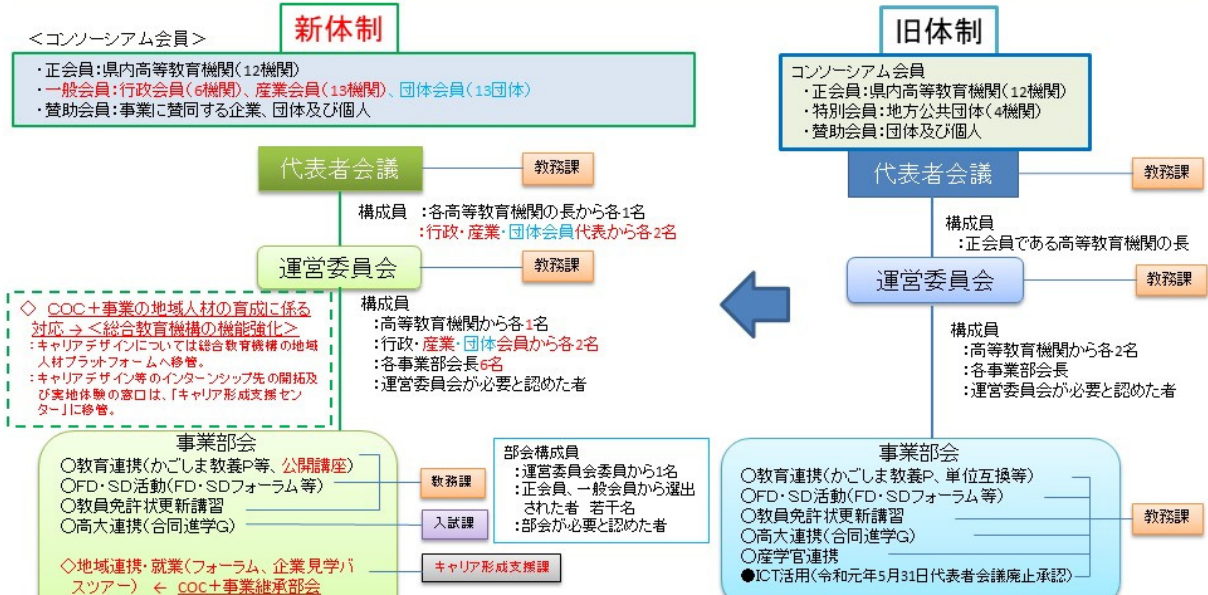 新体制
＜コンソーシアム会員＞
・正会員：県内高等教育機関（12機関）
・一般会員：行政会員（6機関）、産業会員（13機関）、団体会員（13団体）
・賛助会員：事業に賛同する企業、団体及び個人
代表者会議
教務課
構成員 ：各高等教育機関の長から各1名
：行政・産業・団体会員代表から各2名
運営委員会
教務課
構成員
：高等教育機関から各1名
：行政・産業・団体会員から各2名
：各事業部会長6名
：運営委員会が必要と認めた者
◇ COC＋事業の地域人材の育成に係る
対応 → ＜総合教育機構の機能強化＞
：キャリアデザインについては総合教育機構の地域
人材プラットフォームへ移管。
：キャリアデザイン等のインターンシップ先の開拓及
び実地体験の窓口は、「キャリア形成支援セン
ター」に移管。
事業部会
○教育連携（かごしま教養P等、公開講座）
○FD・SD活動（FD・SDフォーラム等）
○教員免許状更新講習
○高大連携（合同進学G）
◇地域連携・就業（フォーラム、企業見学バ
スツアー） ← COC＋事業継承部会
教務課
入試課
キャリア形成支援課
部会構成員
：運営委員会委員から1名
：正会員、一般会員から選出
された者 若干名
：部会が必要と認めた者
旧体制
コンソーシアム会員
・正会員：県内高等教育機関（12機関）
・特別会員：地方公共団体（4機関）
・賛助会員：団体及び個人
代表者会議
教務課
構成員
：正会員である高等教育機関の長
運営委員会
教務課
構成員
：高等教育機関から各2名
：各事業部会長
：運営委員会が必要と認めた者
事業部会
○教育連携（かごしま教養P、単位互換等）
○FD・SD活動（FD・SDフォーラム等）
○教員免許状更新講習
○高大連携（合同進学G）
○産学官連携
●ICT活用（令和元年5月31日代表者会議廃止承認）
教務課